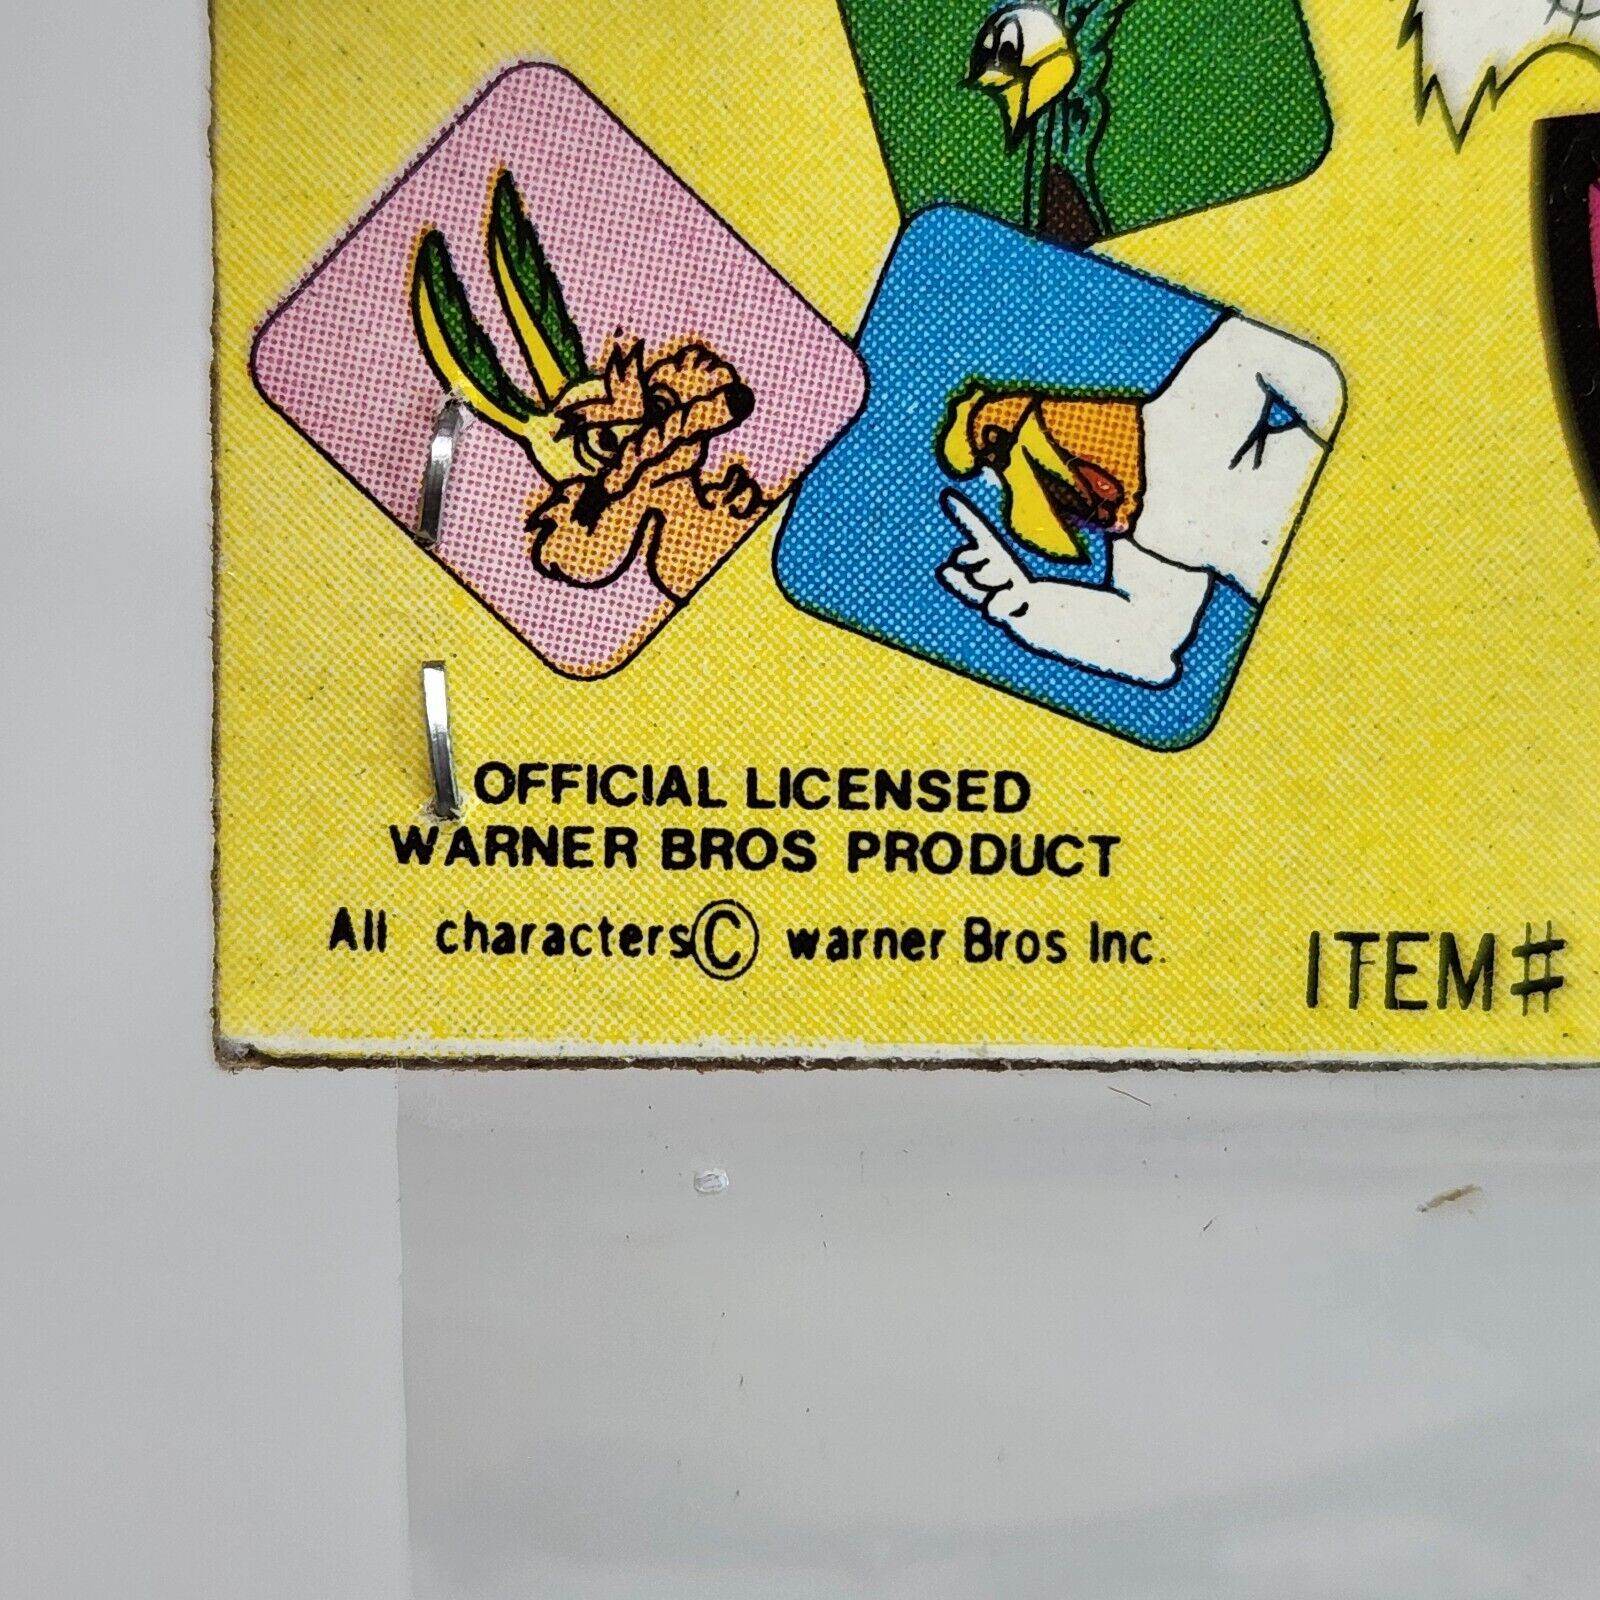 OFFICIAL LICENSED
WARNER BROS PRODUCT
All characters© warner Bros Inc.
ITEM#